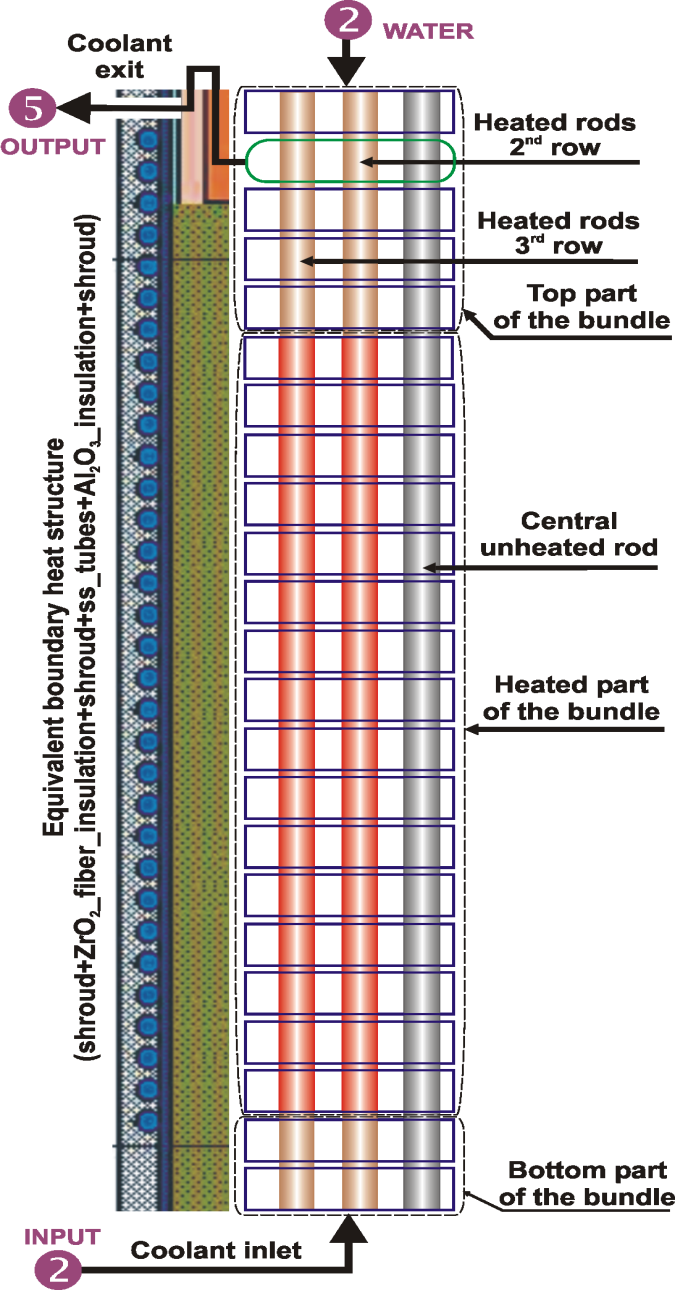 2 WATER
Coolant
exit
5
OUTPUT
Heated rods
2nd row
Heated rods
3rd row
Top part
of the bundle
Equivalent boundary heat structure
(shroud+ZrO2_fiber_insulation+shroud+ss_tubes+Al2O3_insulation+shroud)
Central
unheated rod
Heated part
of the bundle
Bottom part
of the bundle
INPUT
2
Coolant inlet